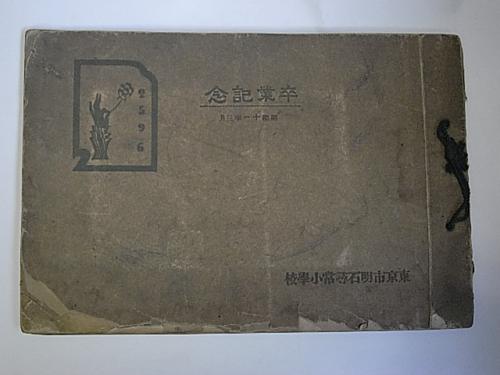 卒業記念
昭和十一年三月
2596
東京市明石尋常小學校